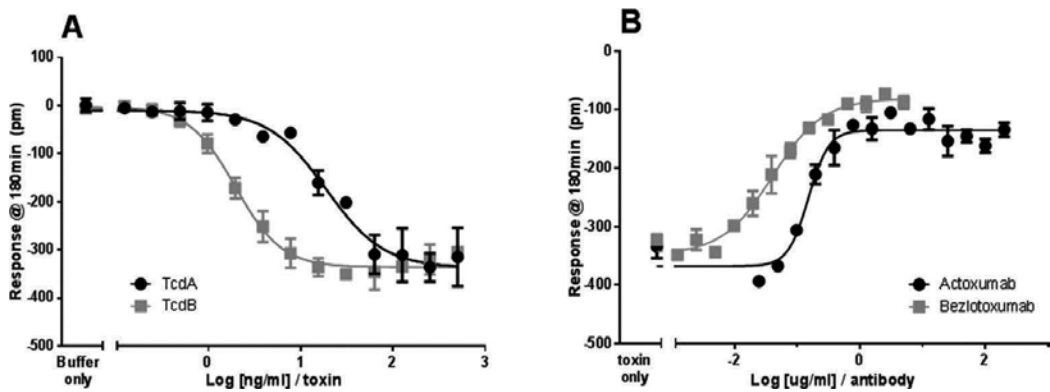 A
Response @ 180min (pm)
100
0
-100
-200
-300
-400
-500
TcdA
TcdB
Buffer only
0
1
2
3
Log [ng/ml] / toxin
B
Response @ 180min (pm)
0
-100
-200
-300
-400
-500
Actoxumab
Bezlotoxumab
toxin only
-2
0
2
Log [ug/ml] / antibody